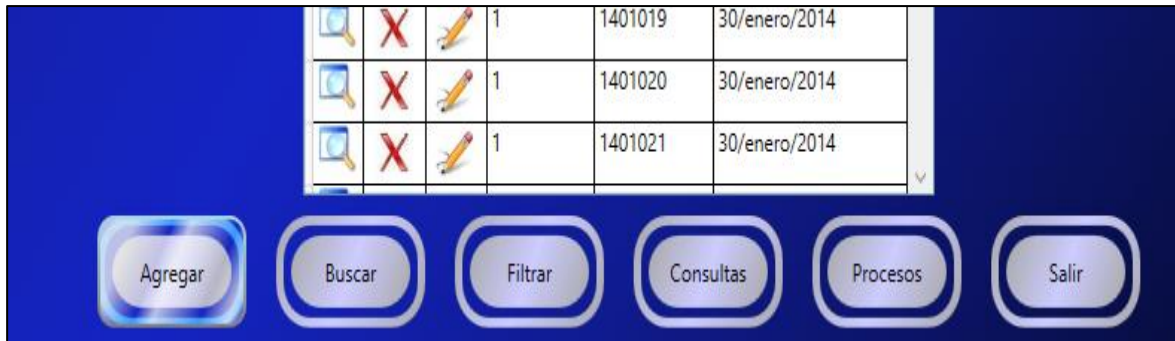 1 1401019 30/enero/2014
1 1401020 30/enero/2014
1 1401021 30/enero/2014
Agregar Buscar Filtrar Consultas Procesos Salir